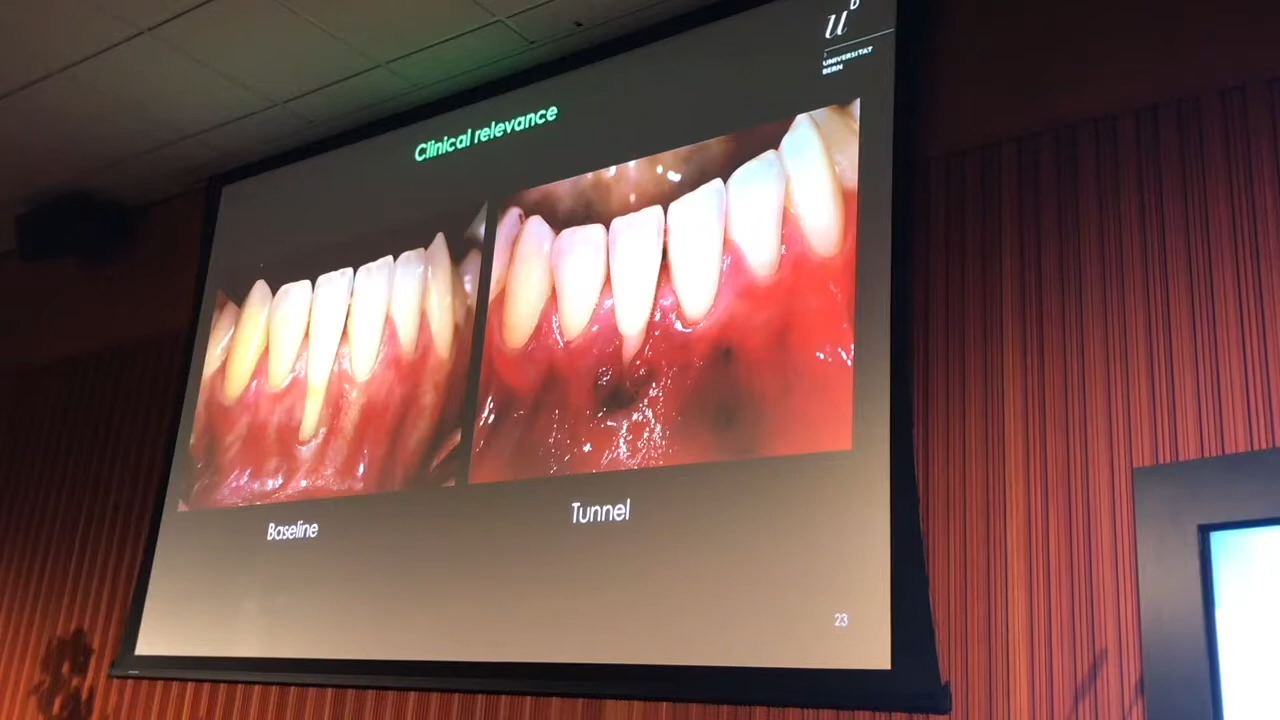 u
b
UNIVERSITÄT
BERN
Clinical relevance
Baseline
Tunnel
23